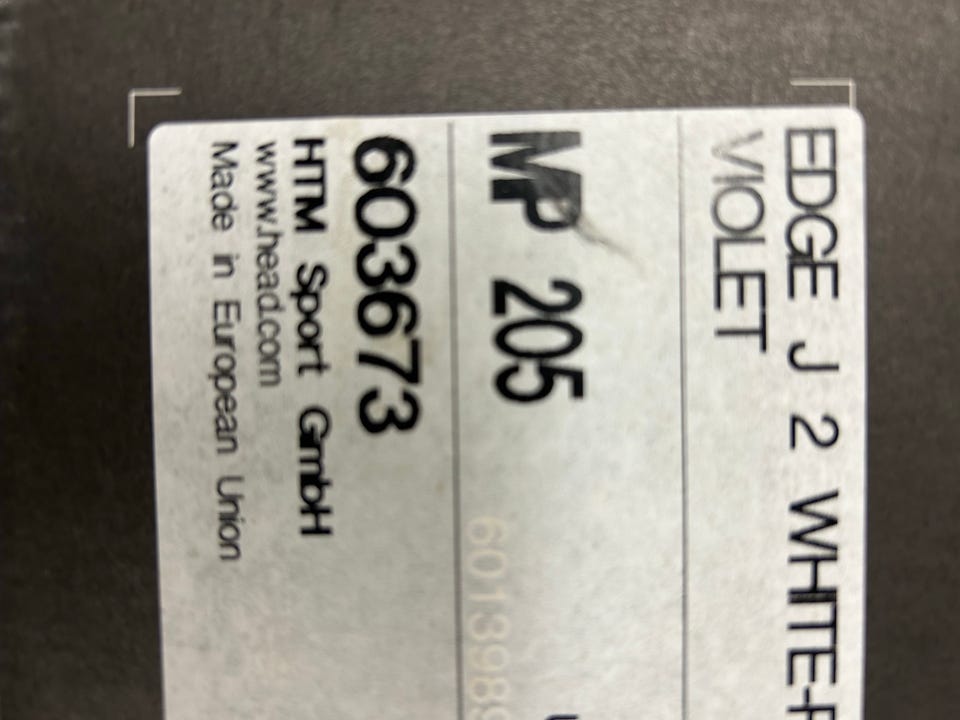 EDGE J 2 WHITE-
VIOLET
MP 205
603673
HTM Sport GmbH
www.head.com
Made in European Union